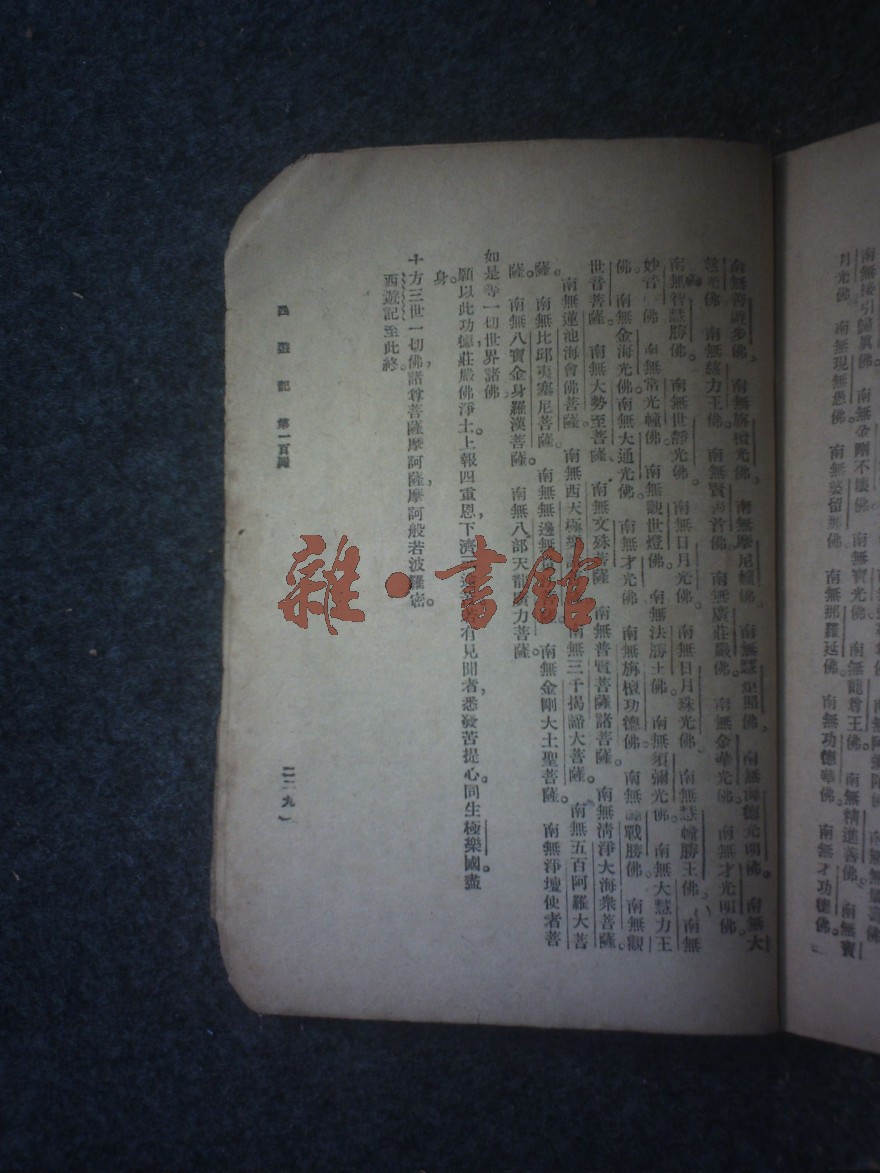 月光佛。南無現無愚佛。南無婆留那佛。南無那羅延佛。南無功德華佛。南無才功德佛。
南無善遊步佛。南無旃檀光佛。南無摩尼幢佛。南無慧炬照佛。南無海德光明佛。南無大
慈光佛。南無慈力王佛。南無賢善首佛。南無廣莊嚴佛。南無金華光佛。南無才光明佛。
南無智慧勝佛。南無世靜光佛。南無日月光佛。南無日月珠光佛。南無慧幢勝王佛。南無
妙音佛。南無常光幢佛。南無觀世燈佛。南無法勝王佛。南無須彌光佛。南無大慧力王
佛。南無金海光佛。南無大通光佛。南無才光佛。南無旃檀功德佛。南無鬪戰勝佛。南無觀
世音菩薩。南無大勢至菩薩。南無文殊菩薩。南無普賢菩薩諸菩薩。南無清淨大海衆菩薩。
南無蓮池海會佛菩薩。南無西天極樂 南無三千揭諦大菩薩。南無五百阿羅大菩
薩。南無比邱夷塞尼菩薩。南無無邊無 南無金剛大士聖菩薩。南無淨壇使者菩
薩。南無八寶金身羅漢菩薩。南無八部天龍廣力菩薩。
如是等一切世界諸佛
願以此功德莊嚴佛淨土。上報四重恩，下濟三 有見聞者，悉發菩提心。同生極樂國，盡
身。
十方三世一切佛，諸尊菩薩摩訶薩，摩訶般若波羅密。
西遊記至此終。
西遊記 第一百回
二二九
雜·書館